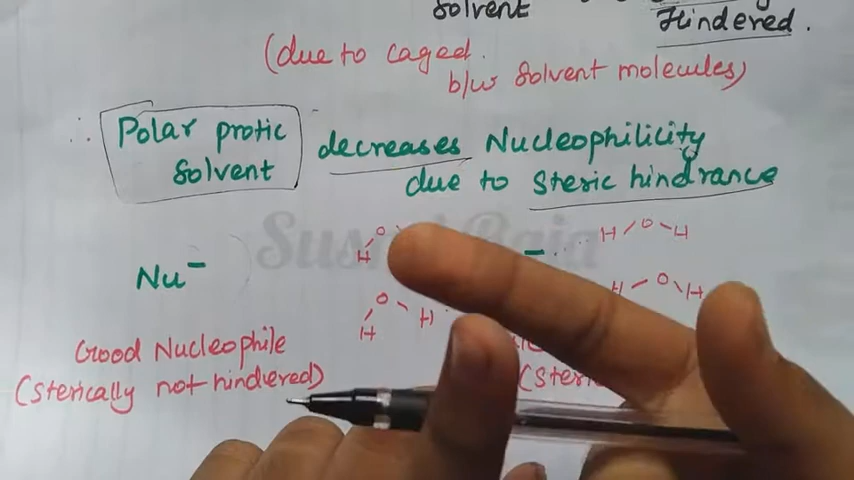 solvent
Hindered.
(due to caged
b/w solvent molecules)
∴ Polar protic decreases Nucleophilicity
solvent due to steric hindrance
H O
H / O \ H
Nu⁻
O H
H H
H O H
Good Nucleophile
(sterically not hindered)
(ster